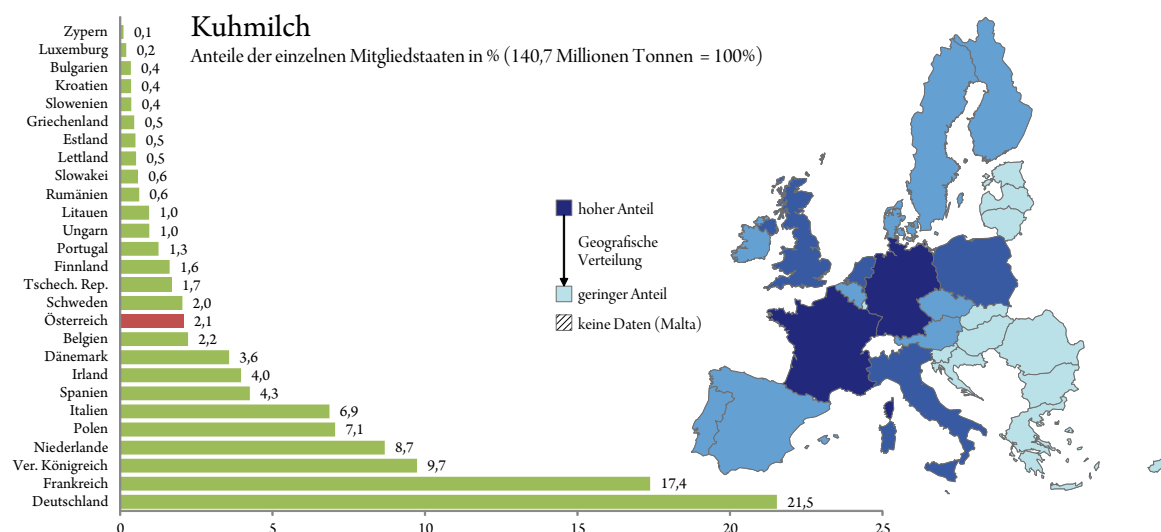 Kuhmilch
Anteile der einzelnen Mitgliedstaaten in % (140,7 Millionen Tonnen = 100%)
Zypern 0,1
Luxemburg 0,2
Bulgarien 0,4
Kroatien 0,4
Slowenien 0,4
Griechenland 0,5
Estland 0,5
Lettland 0,5
Slowakei 0,6
Rumänien 0,6
Litauen 1,0
Ungarn 1,0
Portugal 1,3
Finnland 1,6
Tschech. Rep. 1,7
Schweden 2,0
Österreich 2,1
Belgien 2,2
Dänemark 3,6
Irland 4,0
Spanien 4,3
Italien 6,9
Polen 7,1
Niederlande 8,7
Ver. Königreich 9,7
Frankreich 17,4
Deutschland 21,5
0 5 10 15 20 25
hoher Anteil
Geografische
Verteilung
geringer Anteil
keine Daten (Malta)